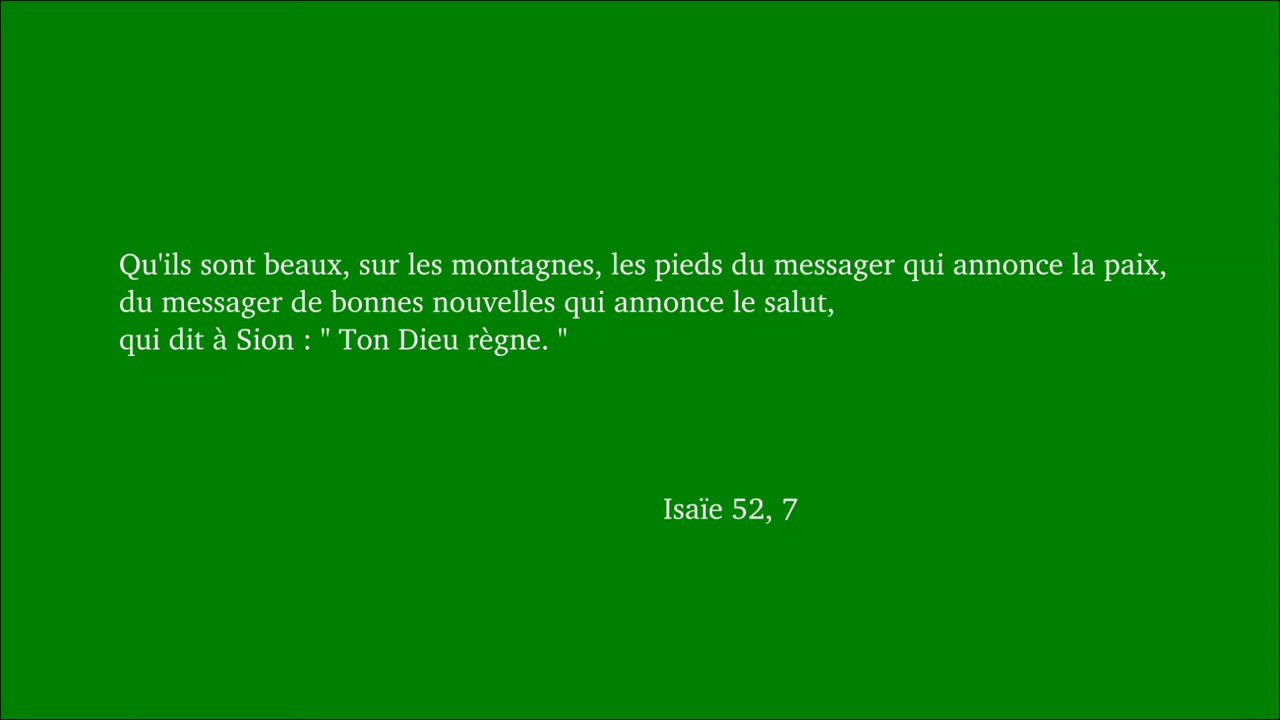 Qu'ils sont beaux, sur les montagnes, les pieds du messager qui annonce la paix,
du messager de bonnes nouvelles qui annonce le salut,
qui dit à Sion : " Ton Dieu règne. "
Isaïe 52, 7